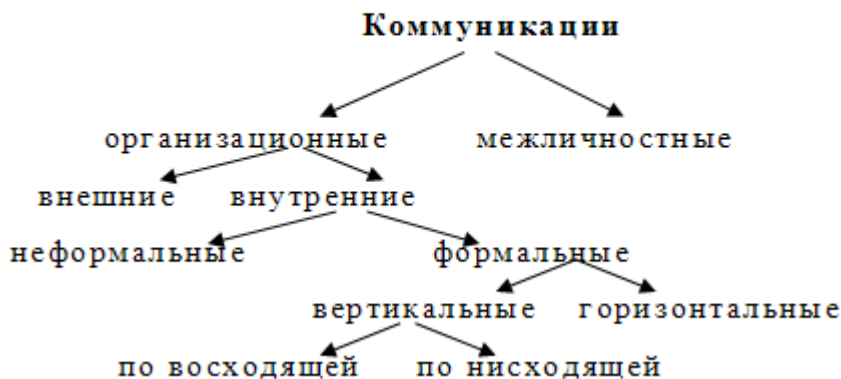 Коммуникации
организационные межличностные
внешние внутренние
неформальные формальные
вертикальные горизонтальные
по восходящей по нисходящей